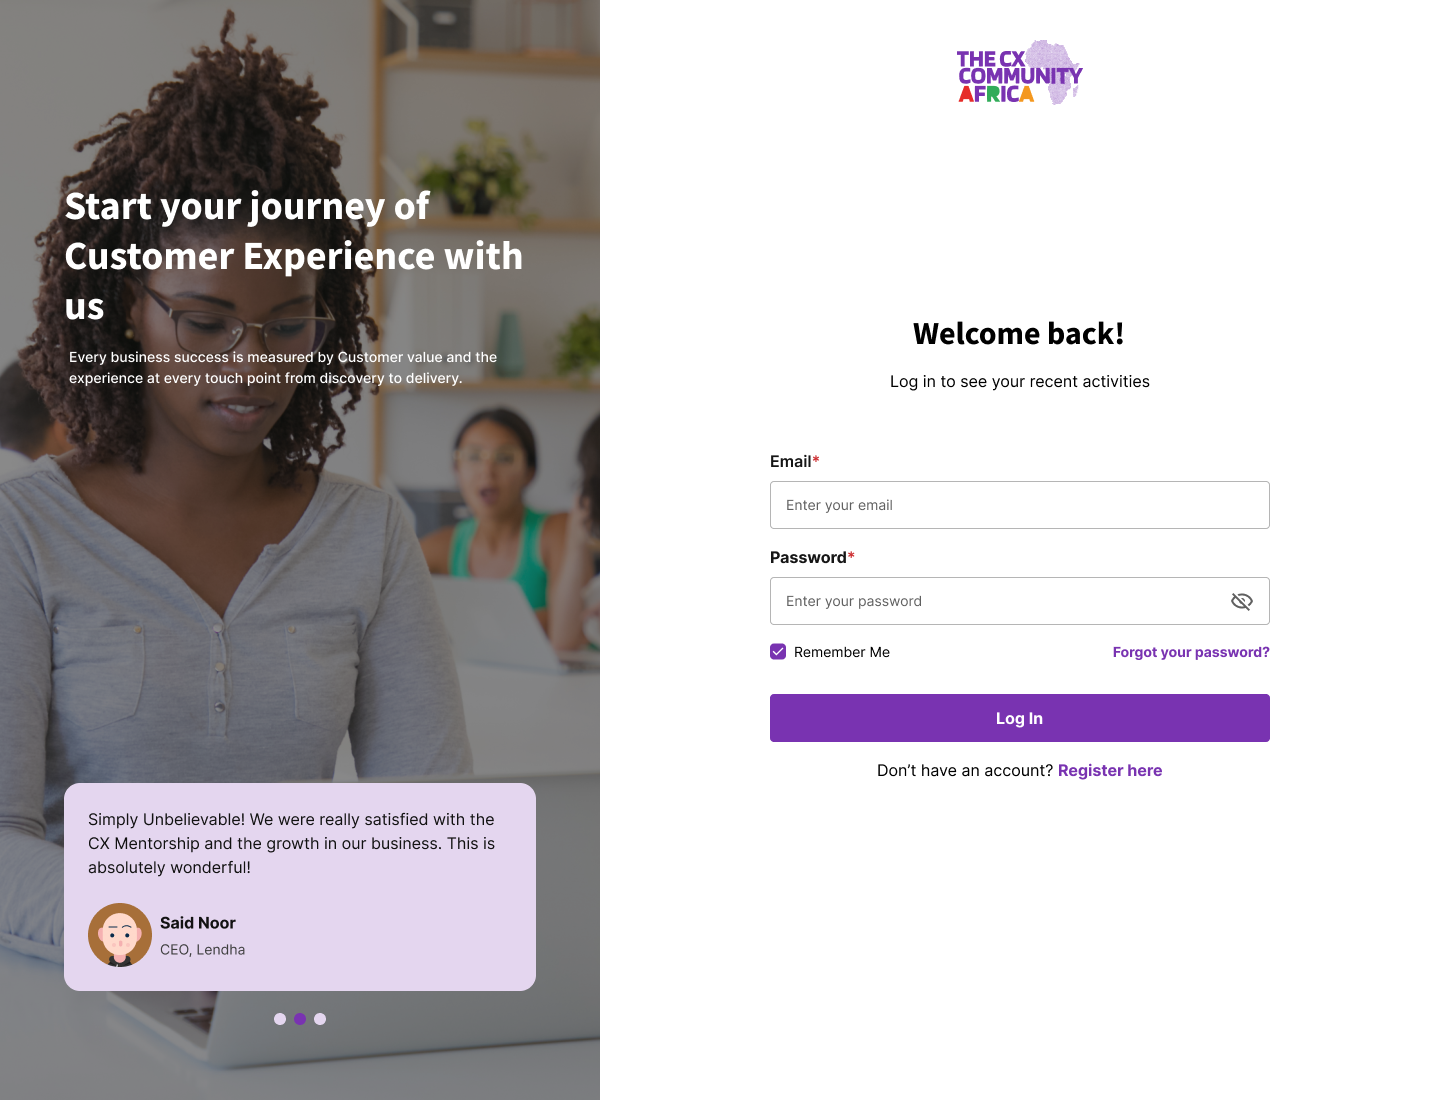 Start your journey of
Customer Experience with
us
Every business success is measured by Customer value and the
experience at every touch point from discovery to delivery.
Simply Unbelievable! We were really satisfied with the
CX Mentorship and the growth in our business. This is
absolutely wonderful!
Said Noor
CEO, Lendha
THE CX
COMMUNITY
AFRICA
Welcome back!
Log in to see your recent activities
Email*
Enter your email
Password*
Enter your password
Remember Me
Forgot your password?
Log In
Don’t have an account? Register here